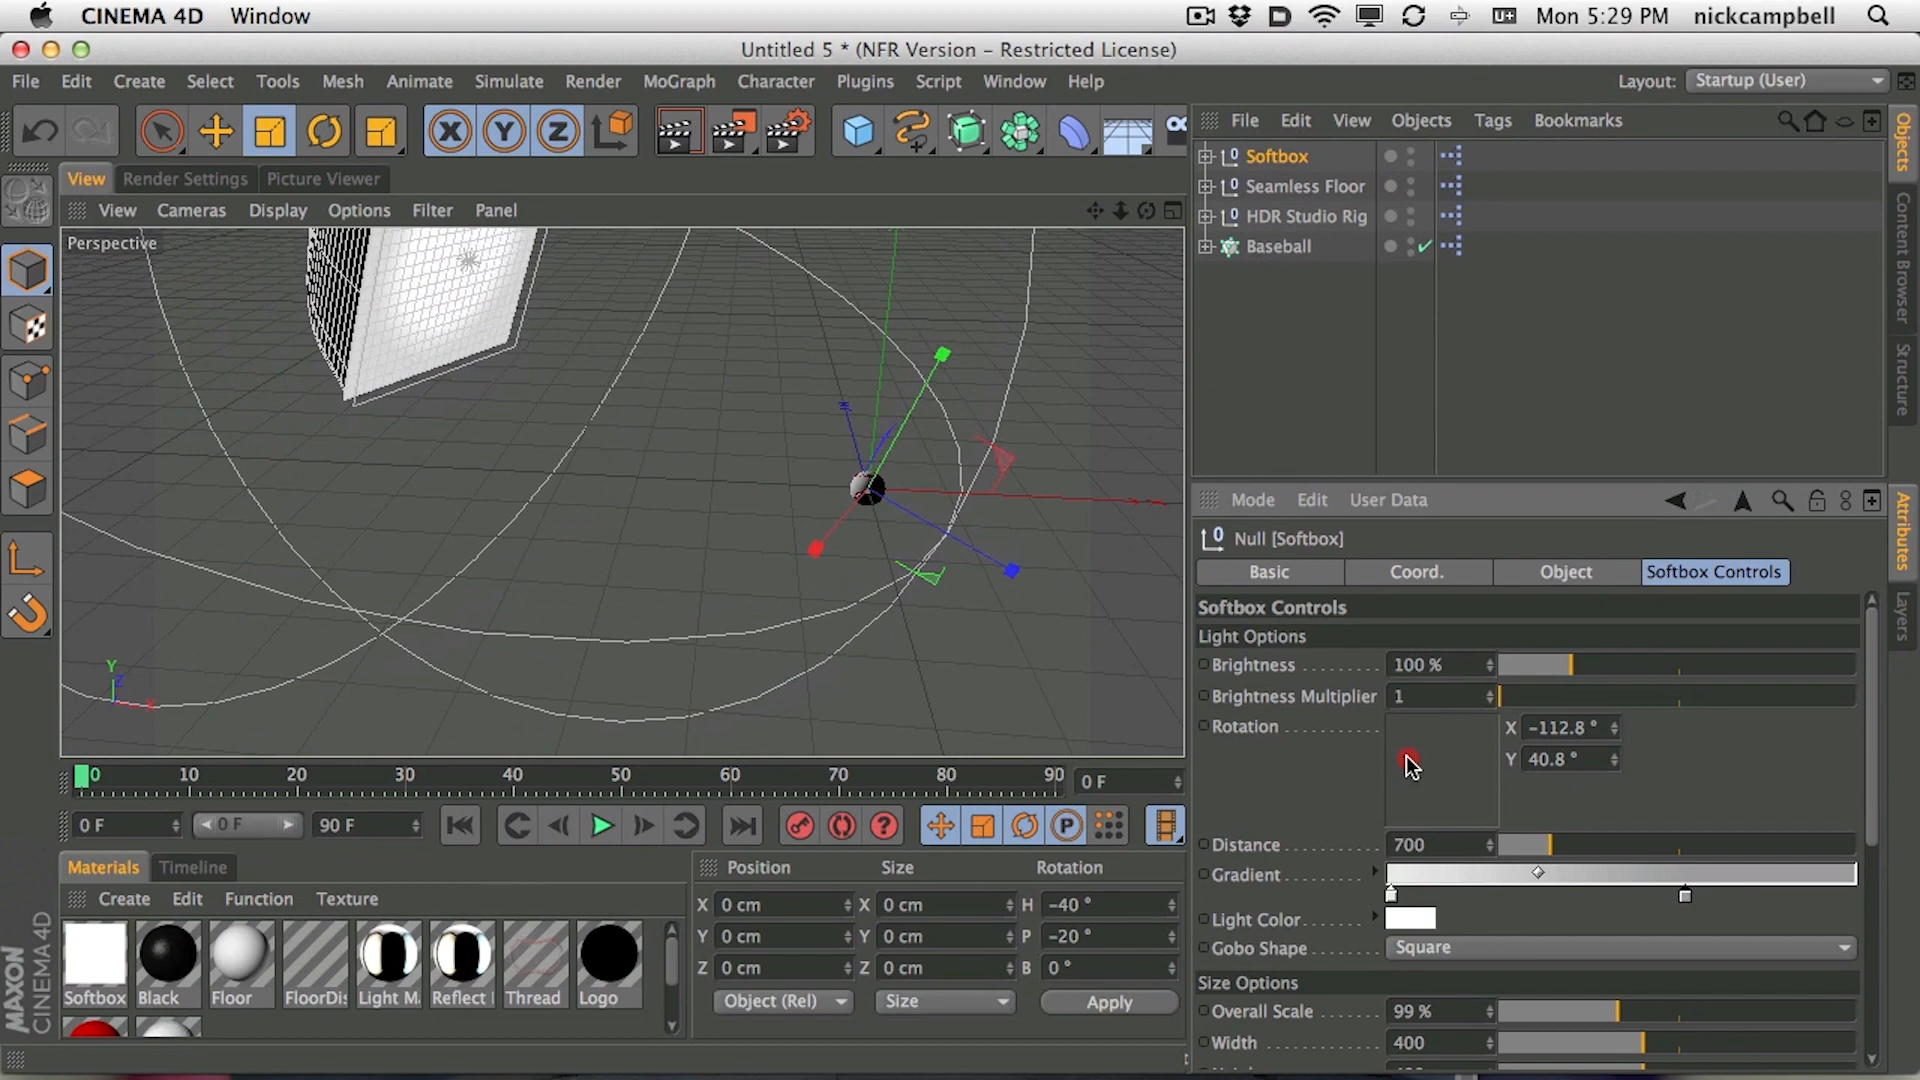 CINEMA 4D Window Mon 5:29 PM nickcampbell
Untitled 5 * (NFR Version – Restricted License)
File Edit Create Select Tools Mesh Animate Simulate Render MoGraph Character Plugins Script Window Help Layout: Startup (User)
X Y Z
File Edit View Objects Tags Bookmarks
View Render Settings Picture Viewer
View Cameras Display Options Filter Panel
Perspective
Softbox
Seamless Floor
HDR Studio Rig
Baseball
Objects
Content Browser
Structure
Mode Edit User Data
Null [Softbox]
Basic Coord. Object Softbox Controls
Attributes
Layers
Softbox Controls
Light Options
Brightness 100 %
Brightness Multiplier 1
Rotation X -112.8 °
Y 40.8 °
Distance 700
Gradient
Light Color
Gobo Shape Square
Size Options
Overall Scale 99 %
Width 400
Y
Z
X
0 10 20 30 40 50 60 70 80 90 0 F
0 F 0 F 90 F
P
Materials Timeline
Create Edit Function Texture
Softbox Black Floor FloorDis Light M Reflect Thread Logo
MAXON
CINEMA 4D
Position Size Rotation
X 0 cm X 0 cm H -40 °
Y 0 cm Y 0 cm P -20 °
Z 0 cm Z 0 cm B 0 °
Object (Rel) Size Apply